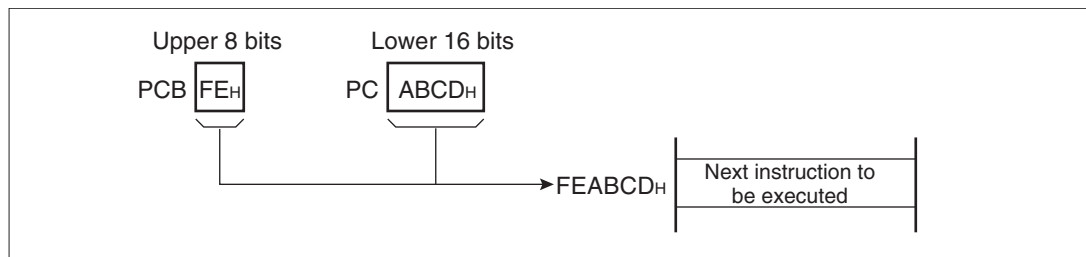 Upper 8 bits Lower 16 bits
PCB FEH PC ABCDH
FEABCDH Next instruction to
be executed